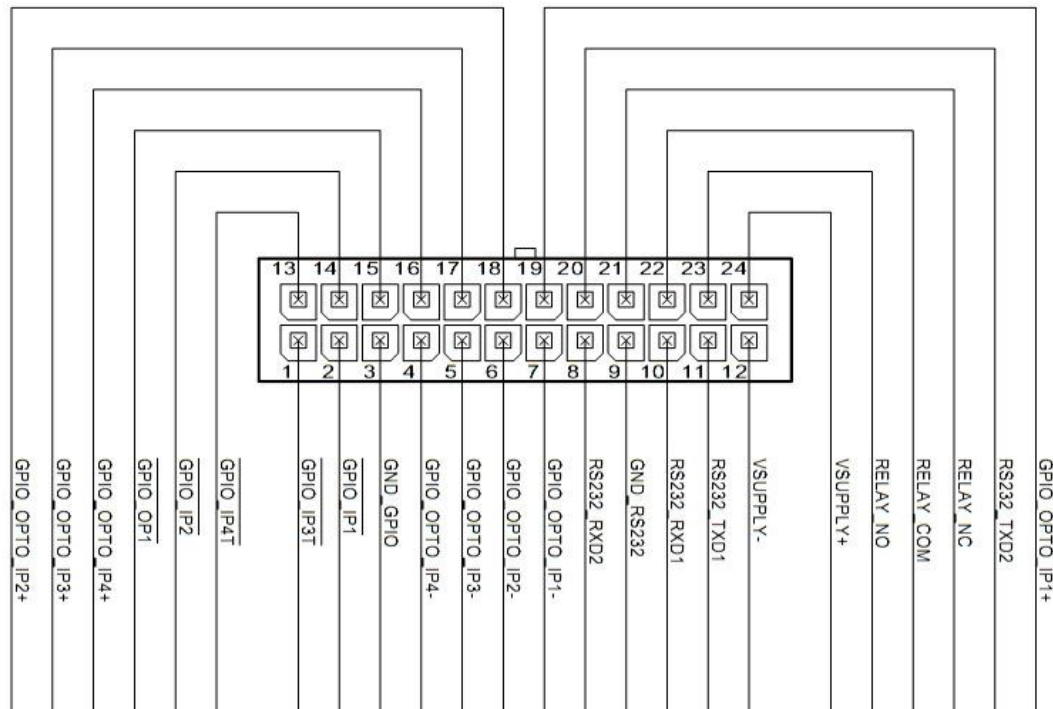 13 14 15 16 17 18 19 20 21 22 23 24
1 2 3 4 5 6 7 8 9 10 11 12
GPIO_OPTO_IP2+
GPIO_OPTO_IP3+
GPIO_OPTO_IP4+
GPIO_OP1
GPIO_IP2
GPIO_IP4T
GPIO_IP3T
GPIO_IP1
GND_GPIO
GPIO_OPTO_IP4-
GPIO_OPTO_IP3-
GPIO_OPTO_IP2-
GPIO_OPTO_IP1-
RS232_RXD2
GND_RS232
RS232_RXD1
RS232_TXD1
VSUPPLY-
VSUPPLY+
RELAY_NO
RELAY_COM
RELAY_NC
RS232_TXD2
GPIO_OPTO_IP1+